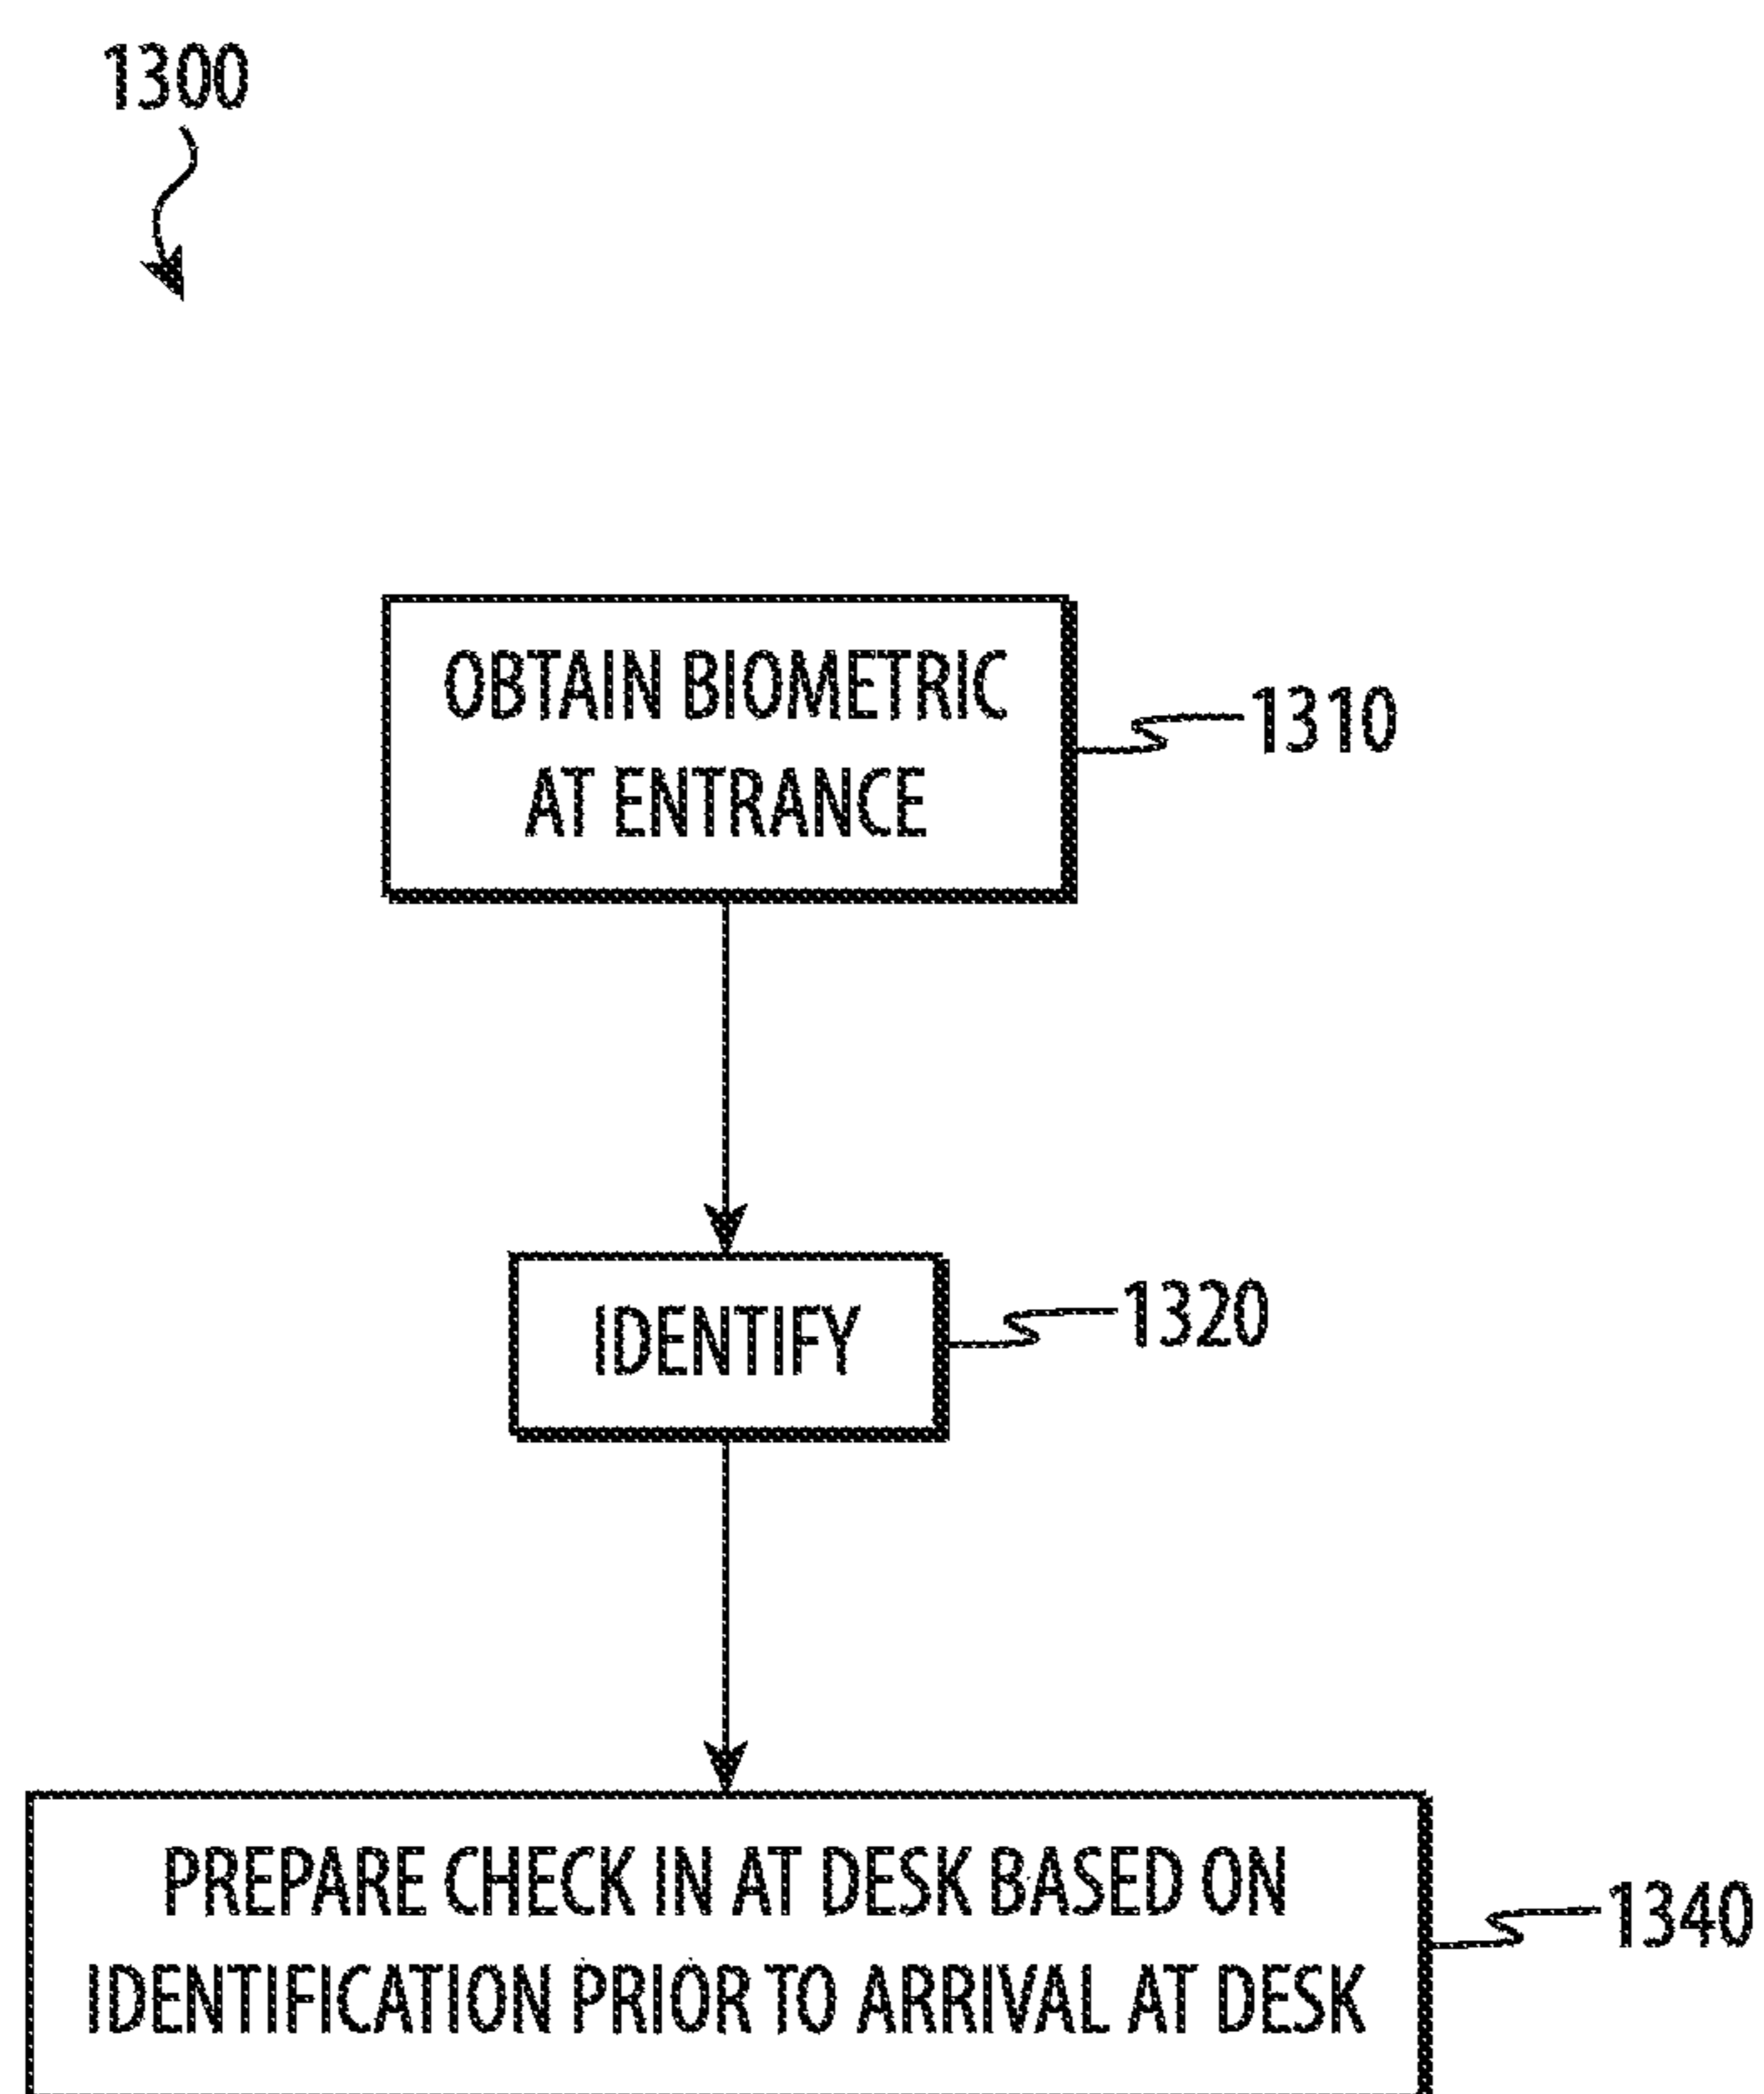 1300
OBTAIN BIOMETRIC
AT ENTRANCE
1310
IDENTIFY
1320
PREPARE CHECK IN AT DESK BASED ON
IDENTIFICATION PRIOR TO ARRIVAL AT DESK
1340